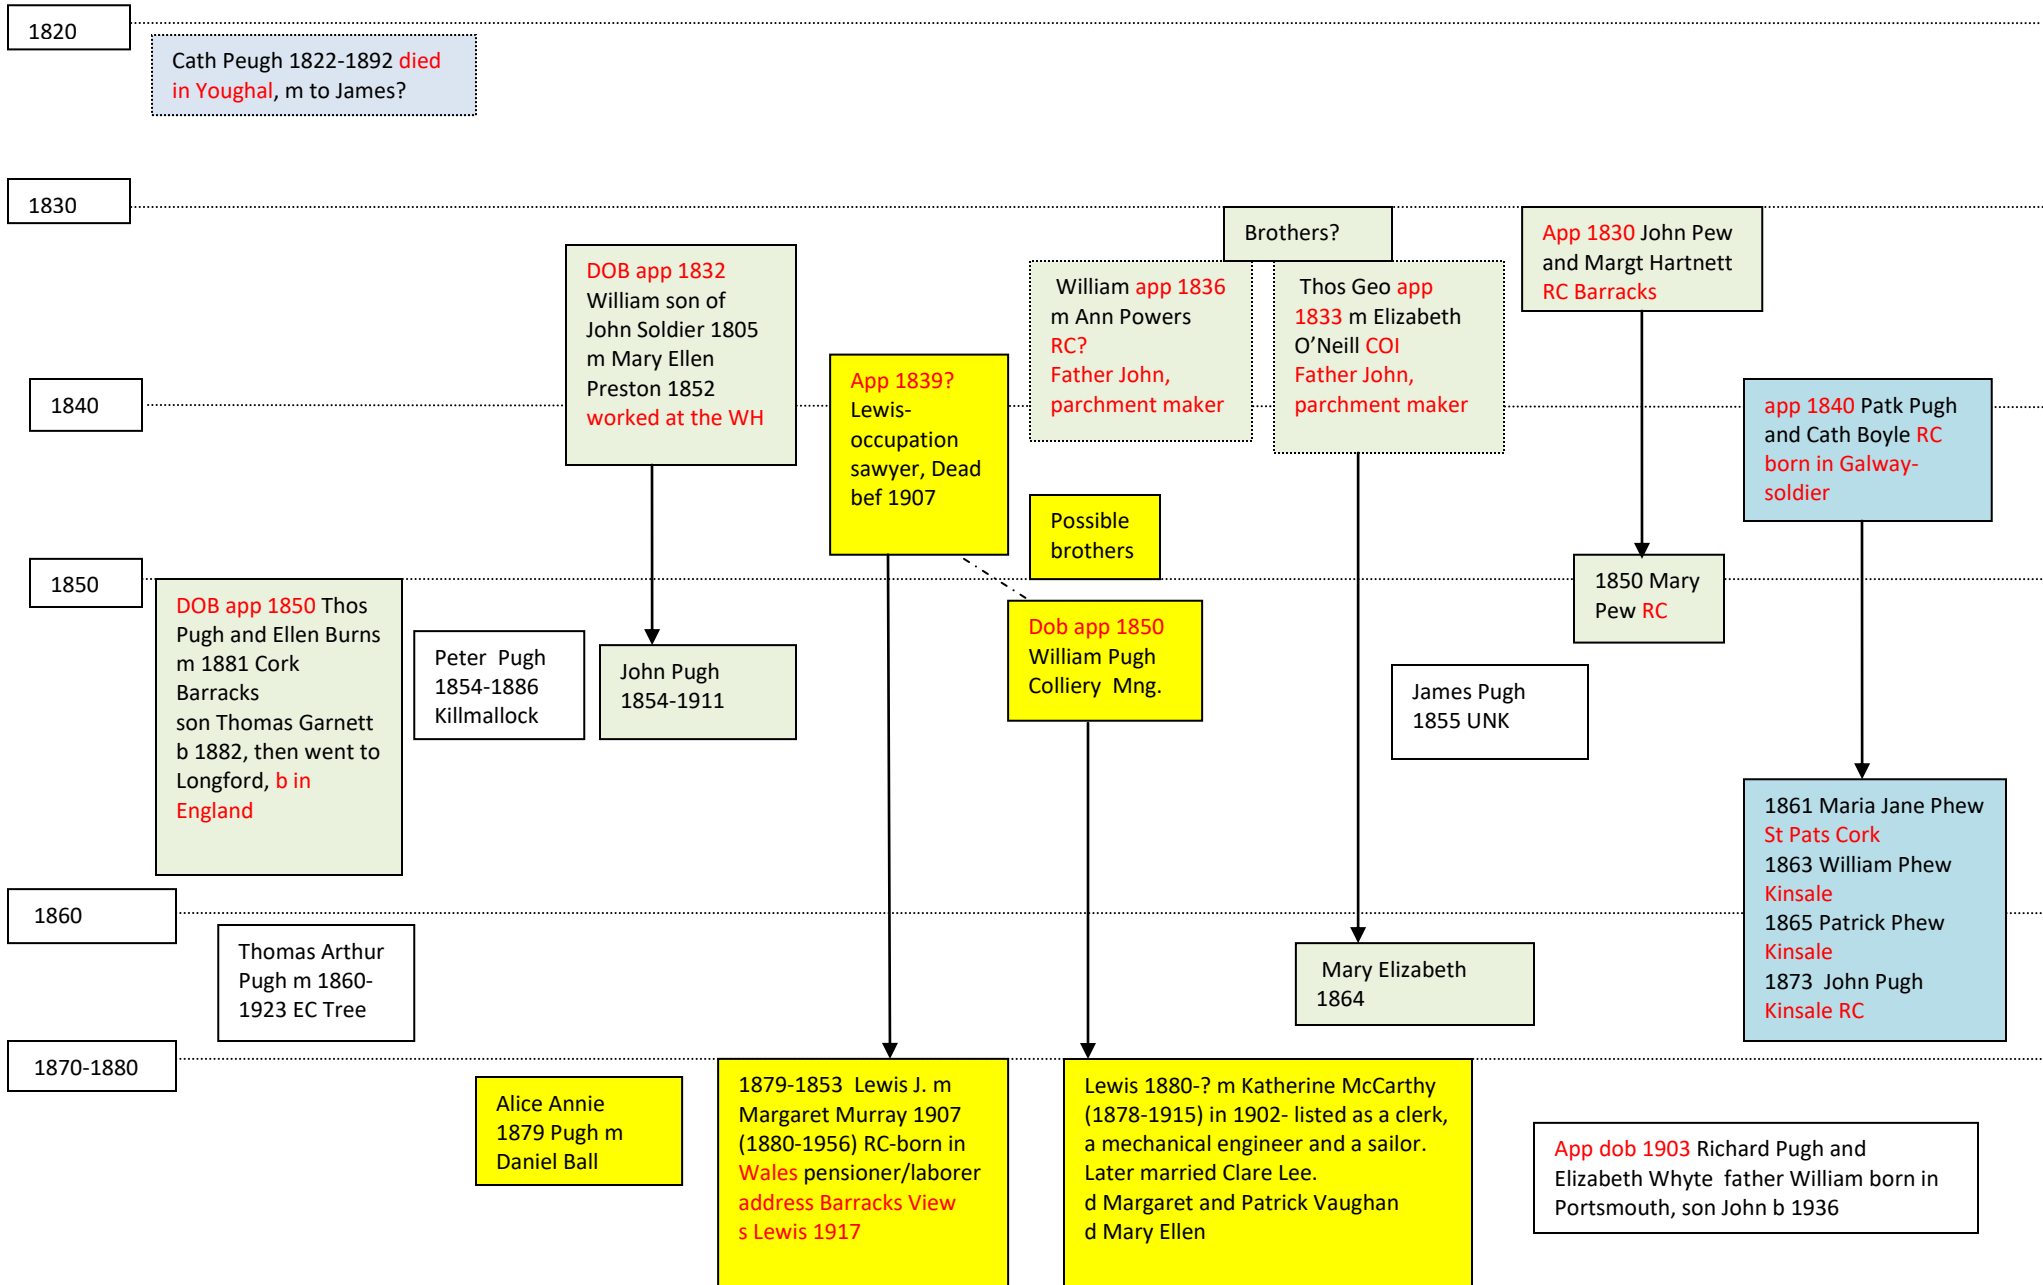 1820
Cath Peugh 1822-1892 died
in Youghal, m to James?
1830
Brothers?
App 1830 John Pew
and Margt Hartnett
RC Barracks
DOB app 1832
William son of
John Soldier 1805
m Mary Ellen
Preston 1852
worked at the WH
William app 1836
m Ann Powers
RC?
Father John,
parchment maker
Thos Geo app
1833 m Elizabeth
O’Neill COI
Father John,
parchment maker
App 1839?
Lewis-
occupation
sawyer, Dead
bef 1907
1840
app 1840 Patk Pugh
and Cath Boyle RC
born in Galway-
soldier
Possible
brothers
1850
1850 Mary
Pew RC
DOB app 1850 Thos
Pugh and Ellen Burns
m 1881 Cork
Barracks
son Thomas Garnett
b 1882, then went to
Longford, b in
England
Peter Pugh
1854-1886
Killmallock
John Pugh
1854-1911
Dob app 1850
William Pugh
Colliery Mng.
James Pugh
1855 UNK
1861 Maria Jane Phew
St Pats Cork
1863 William Phew
Kinsale
1865 Patrick Phew
Kinsale
1873 John Pugh
Kinsale RC
1860
Thomas Arthur
Pugh m 1860-
1923 EC Tree
Mary Elizabeth
1864
1870-1880
Alice Annie
1879 Pugh m
Daniel Ball
1879-1853 Lewis J. m
Margaret Murray 1907
(1880-1956) RC-born in
Wales pensioner/laborer
address Barracks View
s Lewis 1917
Lewis 1880-? m Katherine McCarthy
(1878-1915) in 1902- listed as a clerk,
a mechanical engineer and a sailor.
Later married Clare Lee.
d Margaret and Patrick Vaughan
d Mary Ellen
App dob 1903 Richard Pugh and
Elizabeth Whyte father William born in
Portsmouth, son John b 1936